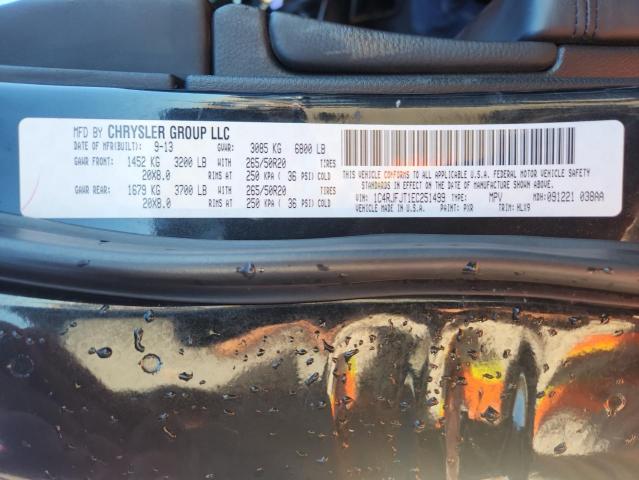 MFD BY CHRYSLER GROUP LLC
DATE OF MFR(BUILT): 9-13 GVWR: 3085 KG 6800 LB
GAWR FRONT: 1452 KG 3200 LB WITH 265/50R20 TIRES
20X8.0 RIMS AT 250 KPA ( 36 PSI) COLD
GAWR REAR: 1679 KG 3700 LB WITH 265/50R20 TIRES
20X8.0 RIMS AT 250 KPA ( 36 PSI) COLD
THIS VEHICLE CONFORMS TO ALL APPLICABLE U.S.A. FEDERAL MOTOR VEHICLE SAFETY
STANDARDS IN EFFECT ON THE DATE OF MANUFACTURE SHOWN ABOVE.
VIN: 1C4RJFJT1EC251499 TYPE: MPV MDH:091221 038AA
VEHICLE MADE IN U.S.A. PAINT: PXR TRIM: HLX9